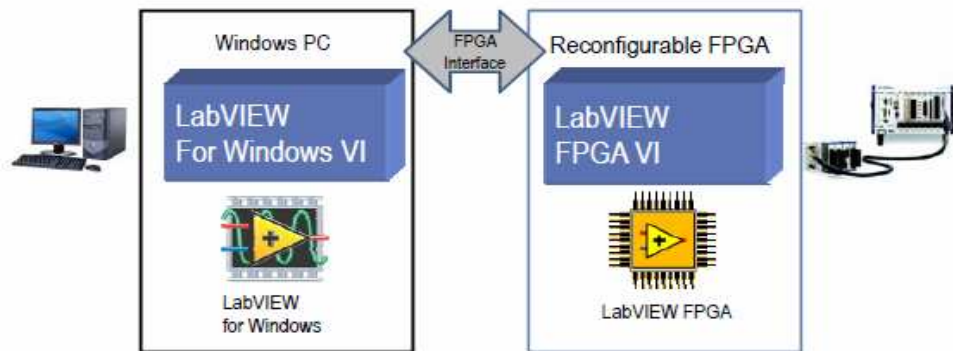 Windows PC
FPGA
Interface
Reconfigurable FPGA
LabVIEW
For Windows VI
LabVIEW
FPGA VI
LabVIEW
for Windows
LabVIEW FPGA